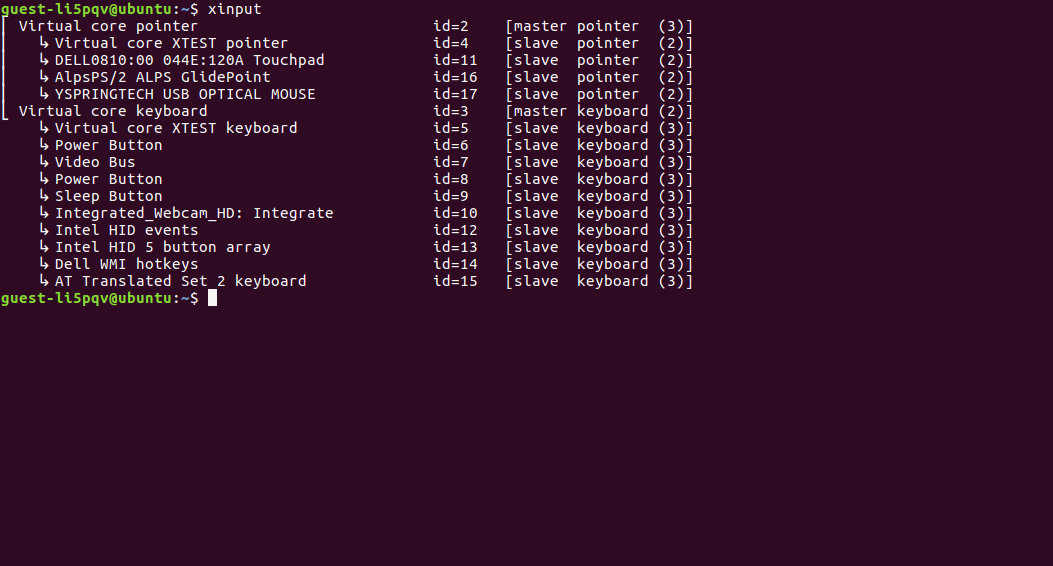 guest-li5pqv@ubuntu:~$ xinput
⎡ Virtual core pointer                    	id=2	[master pointer  (3)]
⎜   ↳ Virtual core XTEST pointer              	id=4	[slave  pointer  (2)]
⎜   ↳ DELL0810:00 044E:120A Touchpad          	id=11	[slave  pointer  (2)]
⎜   ↳ AlpsPS/2 ALPS GlidePoint                	id=16	[slave  pointer  (2)]
⎜   ↳ YSPRINGTECH USB OPTICAL MOUSE           	id=17	[slave  pointer  (2)]
⎣ Virtual core keyboard                   	id=3	[master keyboard (2)]
    ↳ Virtual core XTEST keyboard             	id=5	[slave  keyboard (3)]
    ↳ Power Button                            	id=6	[slave  keyboard (3)]
    ↳ Video Bus                               	id=7	[slave  keyboard (3)]
    ↳ Power Button                            	id=8	[slave  keyboard (3)]
    ↳ Sleep Button                            	id=9	[slave  keyboard (3)]
    ↳ Integrated_Webcam_HD: Integrate         	id=10	[slave  keyboard (3)]
    ↳ Intel HID events                        	id=12	[slave  keyboard (3)]
    ↳ Intel HID 5 button array                	id=13	[slave  keyboard (3)]
    ↳ Dell WMI hotkeys                        	id=14	[slave  keyboard (3)]
    ↳ AT Translated Set 2 keyboard            	id=15	[slave  keyboard (3)]
guest-li5pqv@ubuntu:~$